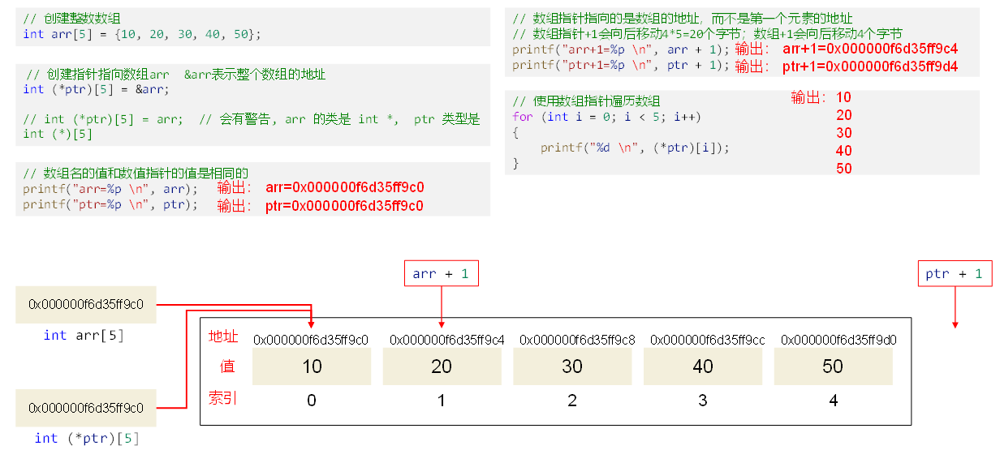 // 创建整数数组
int arr[5] = {10, 20, 30, 40, 50};
// 创建指针指向数组arr  &arr表示整个数组的地址
int (*ptr)[5] = &arr;
// int (*ptr)[5] = arr;  // 会有警告, arr 的类是 int *,  ptr 类型是
int (*)[5]
// 数组名的值和数值指针的值是相同的
printf("arr=%p \n", arr);  输出： arr=0x000000f6d35ff9c0
printf("ptr=%p \n", ptr);  输出： ptr=0x000000f6d35ff9c0
// 数组指针指向的是数组的地址，而不是第一个元素的地址
// 数组指针+1会向后移动4*5=20个字节；数组+1会向后移动4个字节
printf("arr+1=%p \n", arr + 1); 输出： arr+1=0x000000f6d35ff9c4
printf("ptr+1=%p \n", ptr + 1); 输出： ptr+1=0x000000f6d35ff9d4
// 使用数组指针遍历数组
for (int i = 0; i < 5; i++)
{
printf("%d \n", (*ptr)[i]);
}
输出：10
20
30
40
50
arr + 1
ptr + 1
0x000000f6d35ff9c0
int arr[5]
0x000000f6d35ff9c0
int (*ptr)[5]
地址 0x000000f6d35ff9c0 0x000000f6d35ff9c4 0x000000f6d35ff9c8 0x000000f6d35ff9cc 0x000000f6d35ff9d0
值 10 20 30 40 50
索引 0 1 2 3 4